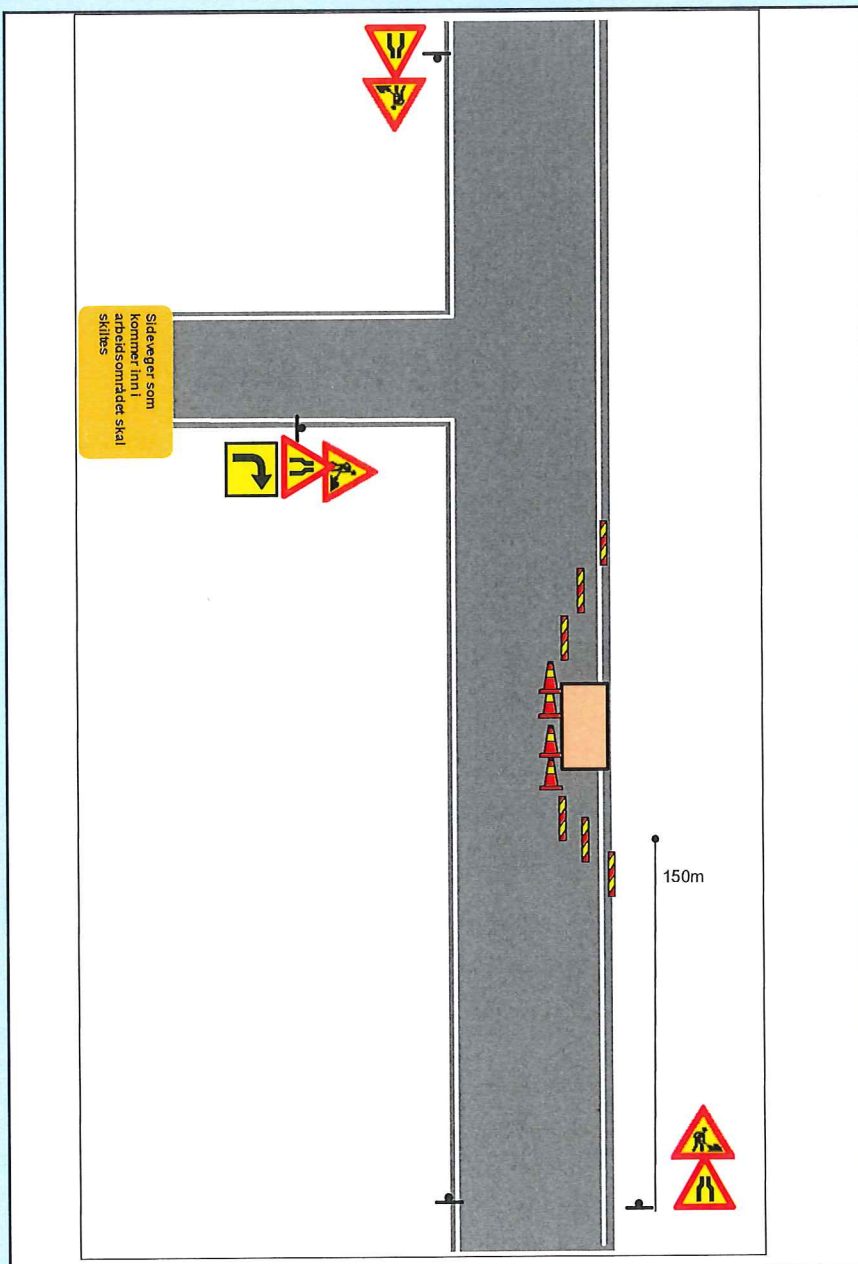 Sideveger som
kommer inn i
arbeidsområdet skal
skiltes
150m